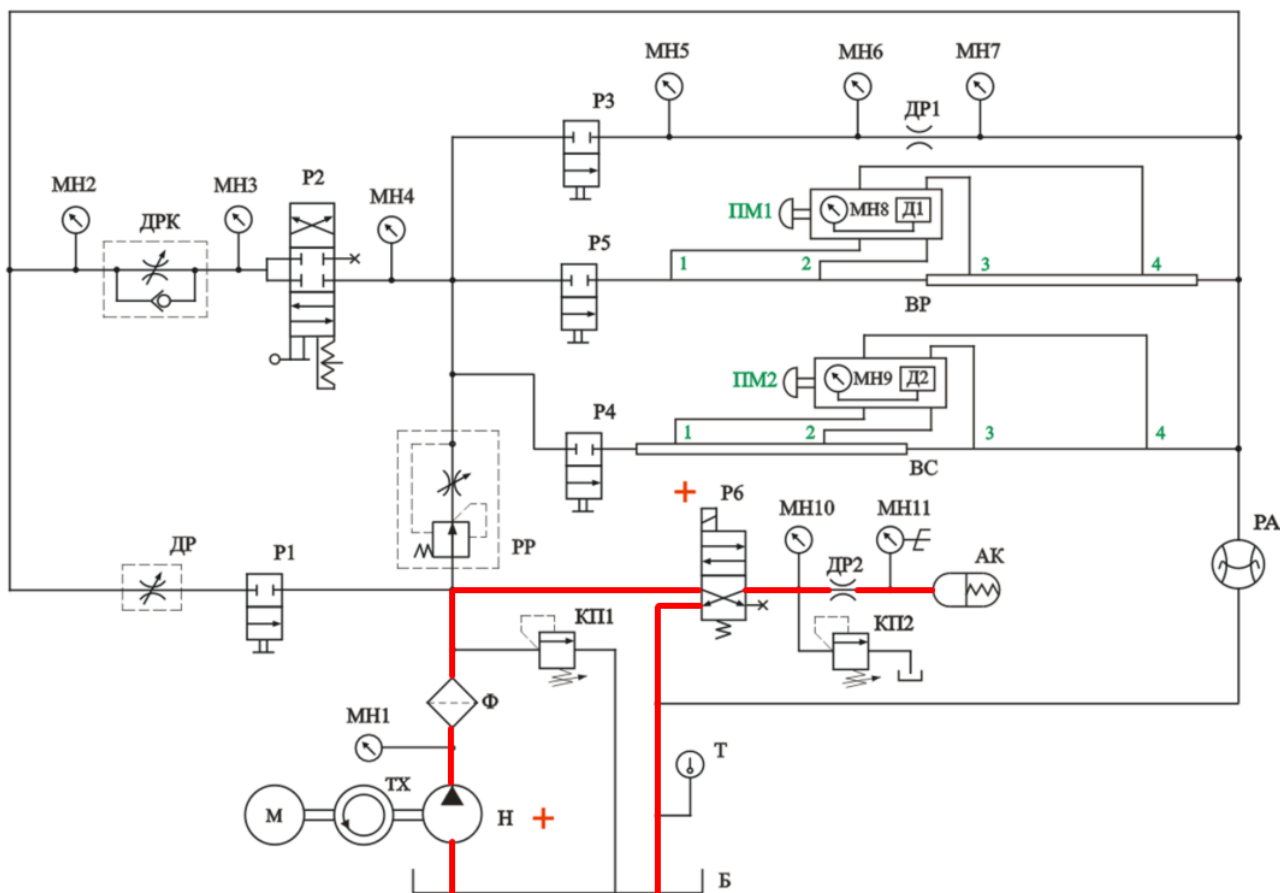 МН5
МН6
МН7
Р3
ДР1
МН2
МН3
Р2
МН4
ДРК
ПМ1
МН8
Д1
Р5
1
2
3
4
ВР
ПМ2
МН9
Д2
Р4
1
2
3
4
ВС
Р6
МН10
МН11
РА
ДР
Р1
РР
ДР2
АК
КП1
КП2
Ф
МН1
Т
ТХ
М
Н
Б